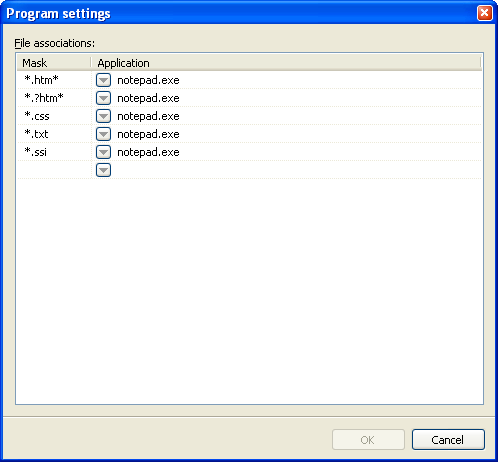 Program settings
File associations:
Mask Application
*.htm* notepad.exe
*.?htm* notepad.exe
*.css notepad.exe
*.txt notepad.exe
*.ssi notepad.exe
OK Cancel